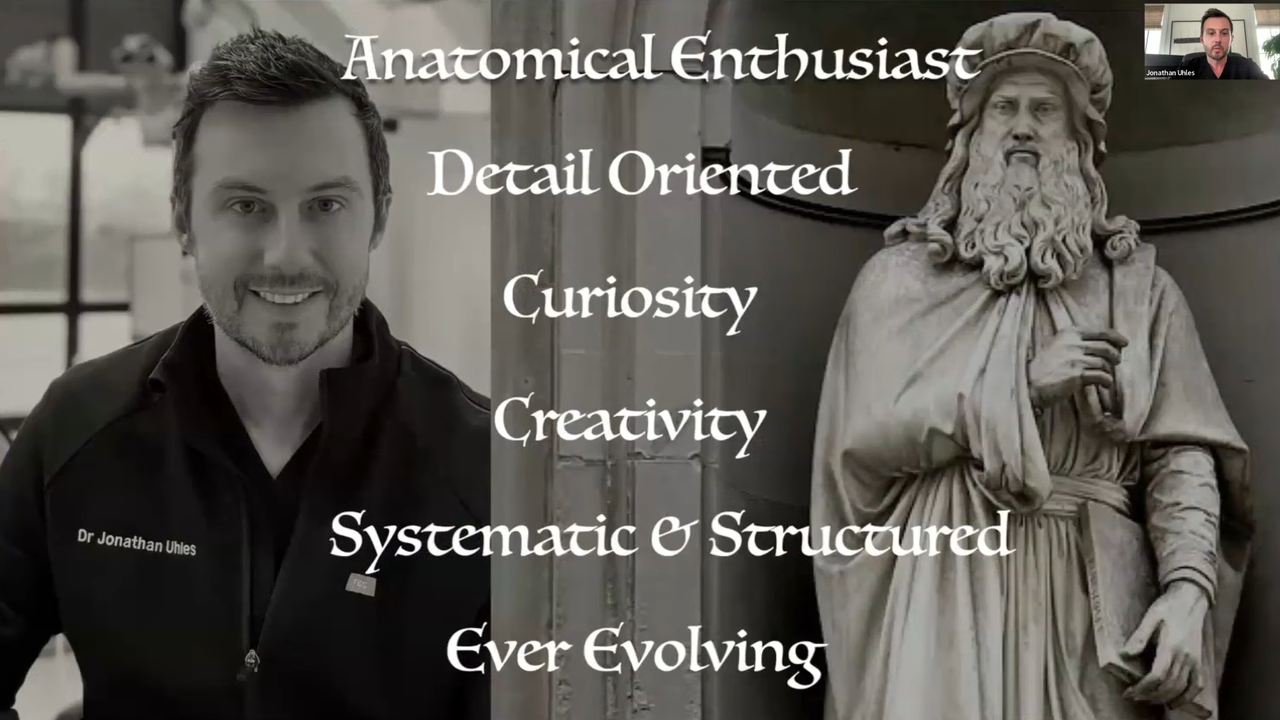 Anatomical Enthusiast
Jonathan Uhles
Detail Oriented
Curiosity
Creativity
Systematic & Structured
Dr Jonathan Uhles
Ever Evolving